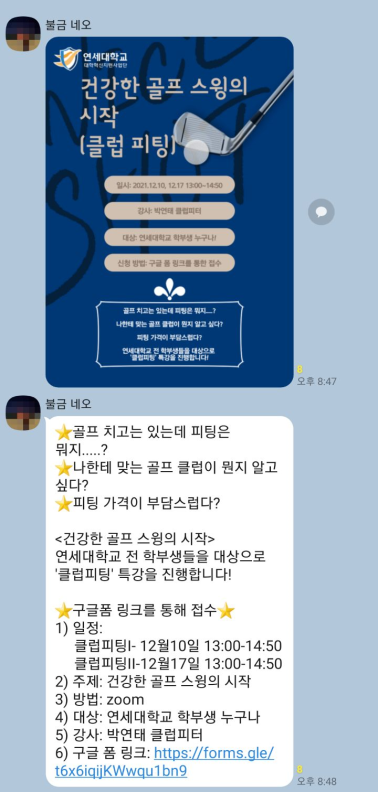 불금 네오
연세대학교
대학혁신지원사업단
건강한 골프 스윙의
시작
(클럽 피팅)
일시: 2021.12.10, 12.17 13:00~14:50
강사: 박연태 클럽피터
대상: 연세대학교 학부생 누구나!
신청 방법: 구글 폼 링크를 통한 접수
골프 치고는 있는데 피팅은 뭐지....?
나한테 맞는 골프 클럽이 뭔지 알고 싶다?
피팅 가격이 부담스럽다?
연세대학교 전 학부생들을 대상으로
'클럽피팅' 특강을 진행합니다!
8
오후 8:47
불금 네오
⭐골프 치고는 있는데 피팅은
뭐지.....?
⭐나한테 맞는 골프 클럽이 뭔지 알고
싶다?
⭐피팅 가격이 부담스럽다?
<건강한 골프 스윙의 시작>
연세대학교 전 학부생들을 대상으로
'클럽피팅' 특강을 진행합니다!
⭐구글폼 링크를 통해 접수⭐
1) 일정:
클럽피팅I- 12월10일 13:00-14:50
클럽피팅II-12월17일 13:00-14:50
2) 주제: 건강한 골프 스윙의 시작
3) 방법: zoom
4) 대상: 연세대학교 학부생 누구나
5) 강사: 박연태 클럽피터
6) 구글 폼 링크: https://forms.gle/
t6x6iqijKWwqu1bn9
8
오후 8:48